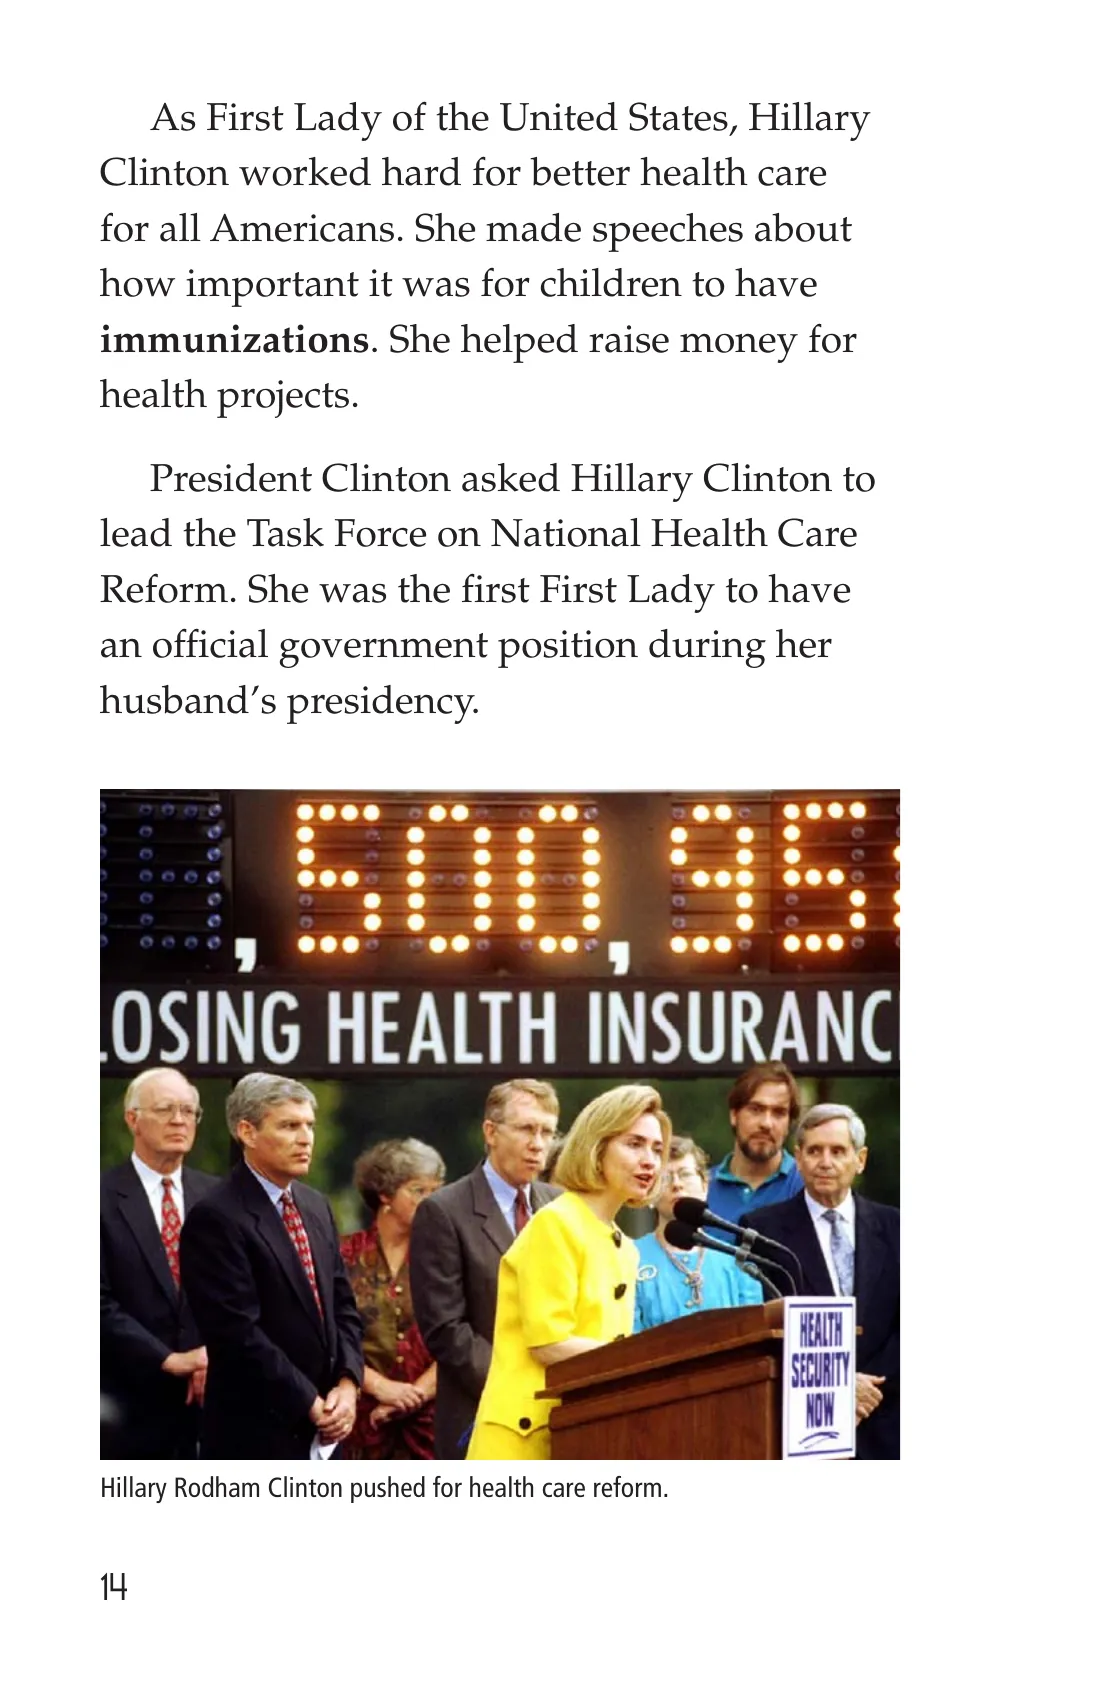 As First Lady of the United States, Hillary
Clinton worked hard for better health care
for all Americans. She made speeches about
how important it was for children to have
immunizations. She helped raise money for
health projects.
President Clinton asked Hillary Clinton to
lead the Task Force on National Health Care
Reform. She was the first First Lady to have
an official government position during her
husband’s presidency.
,500,95
LOSING HEALTH INSURANC
HEALTH
SECURITY
NOW
Hillary Rodham Clinton pushed for health care reform.
14